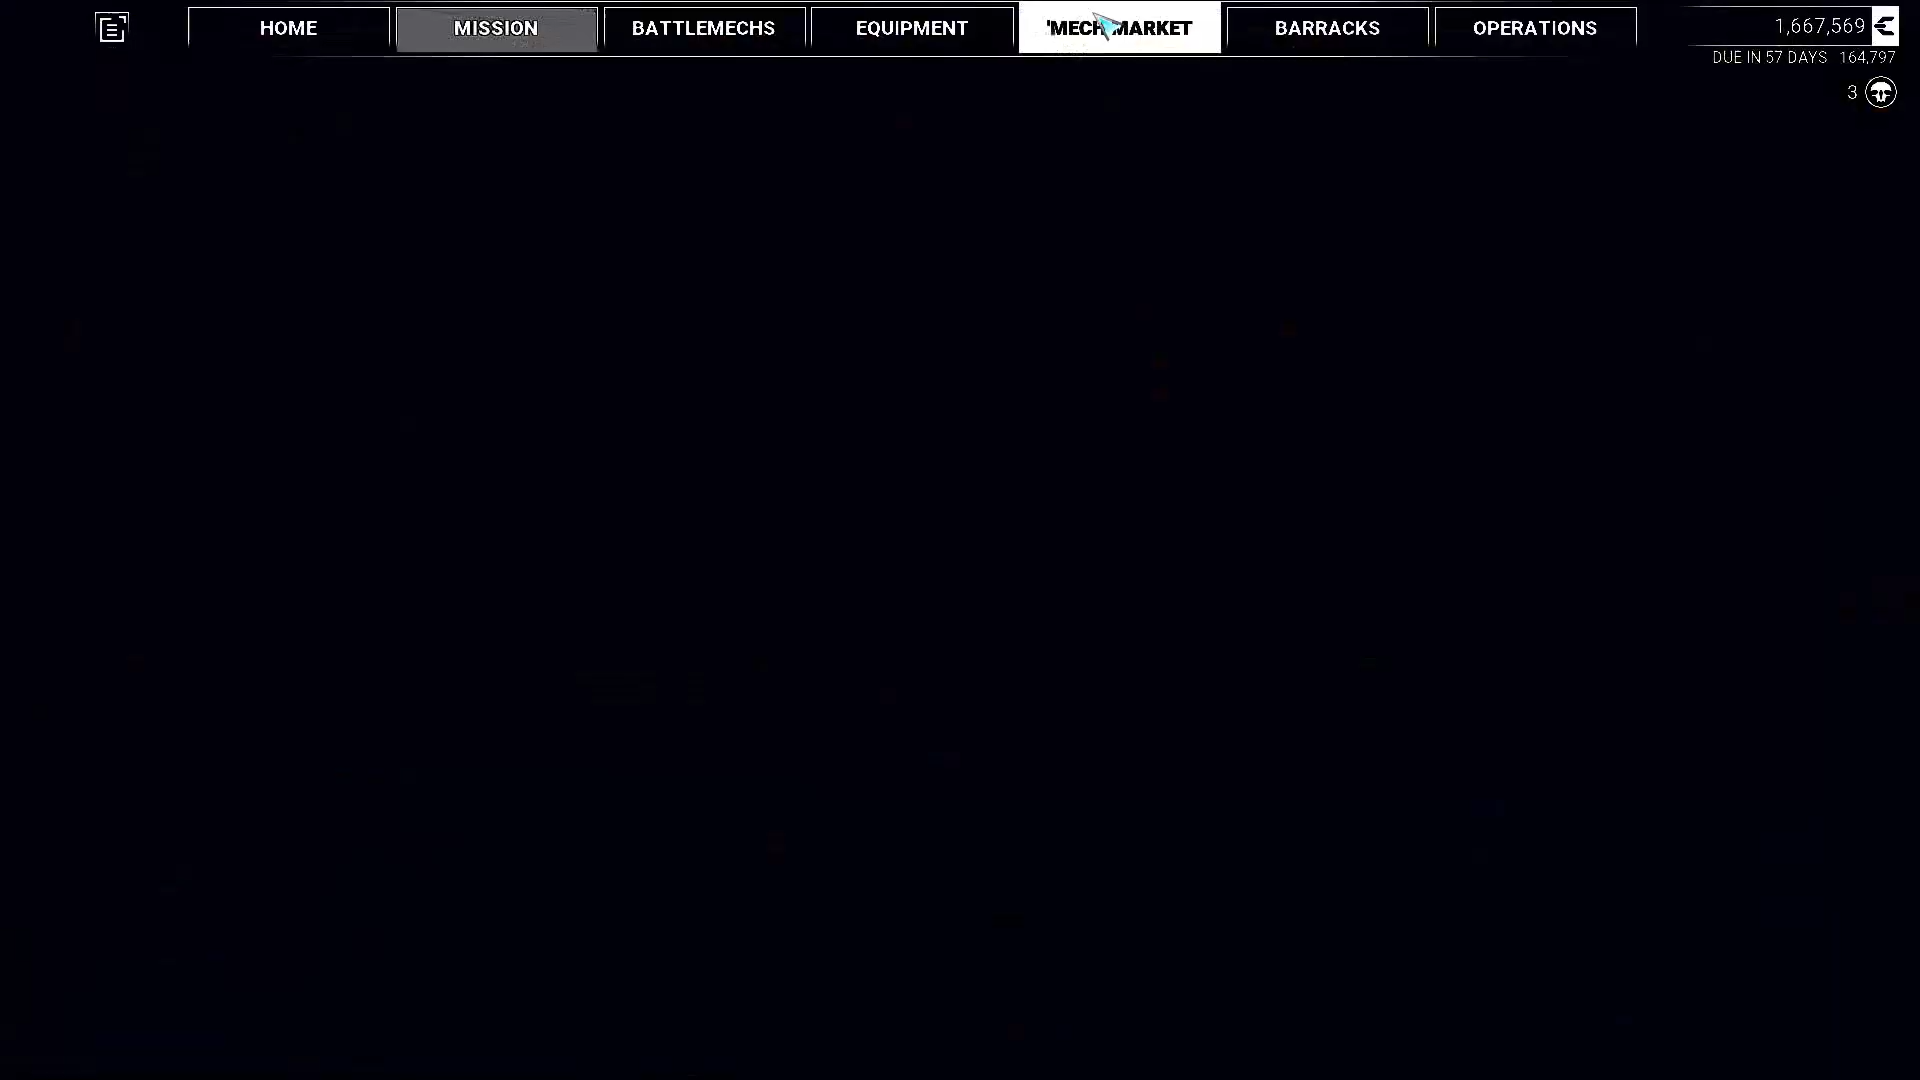 HOME
MISSION
BATTLEMECHS
EQUIPMENT
'MECH MARKET
BARRACKS
OPERATIONS
1,667,569
DUE IN 57 DAYS 164,797
3